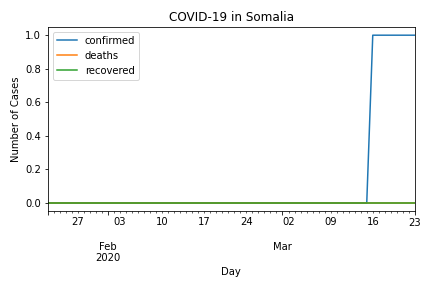 COVID-19 in Somalia
confirmed
deaths
recovered
Number of Cases
1.0
0.8
0.6
0.4
0.2
0.0
27 03 10 17 24 02 09 16 23
Feb Mar
2020
Day